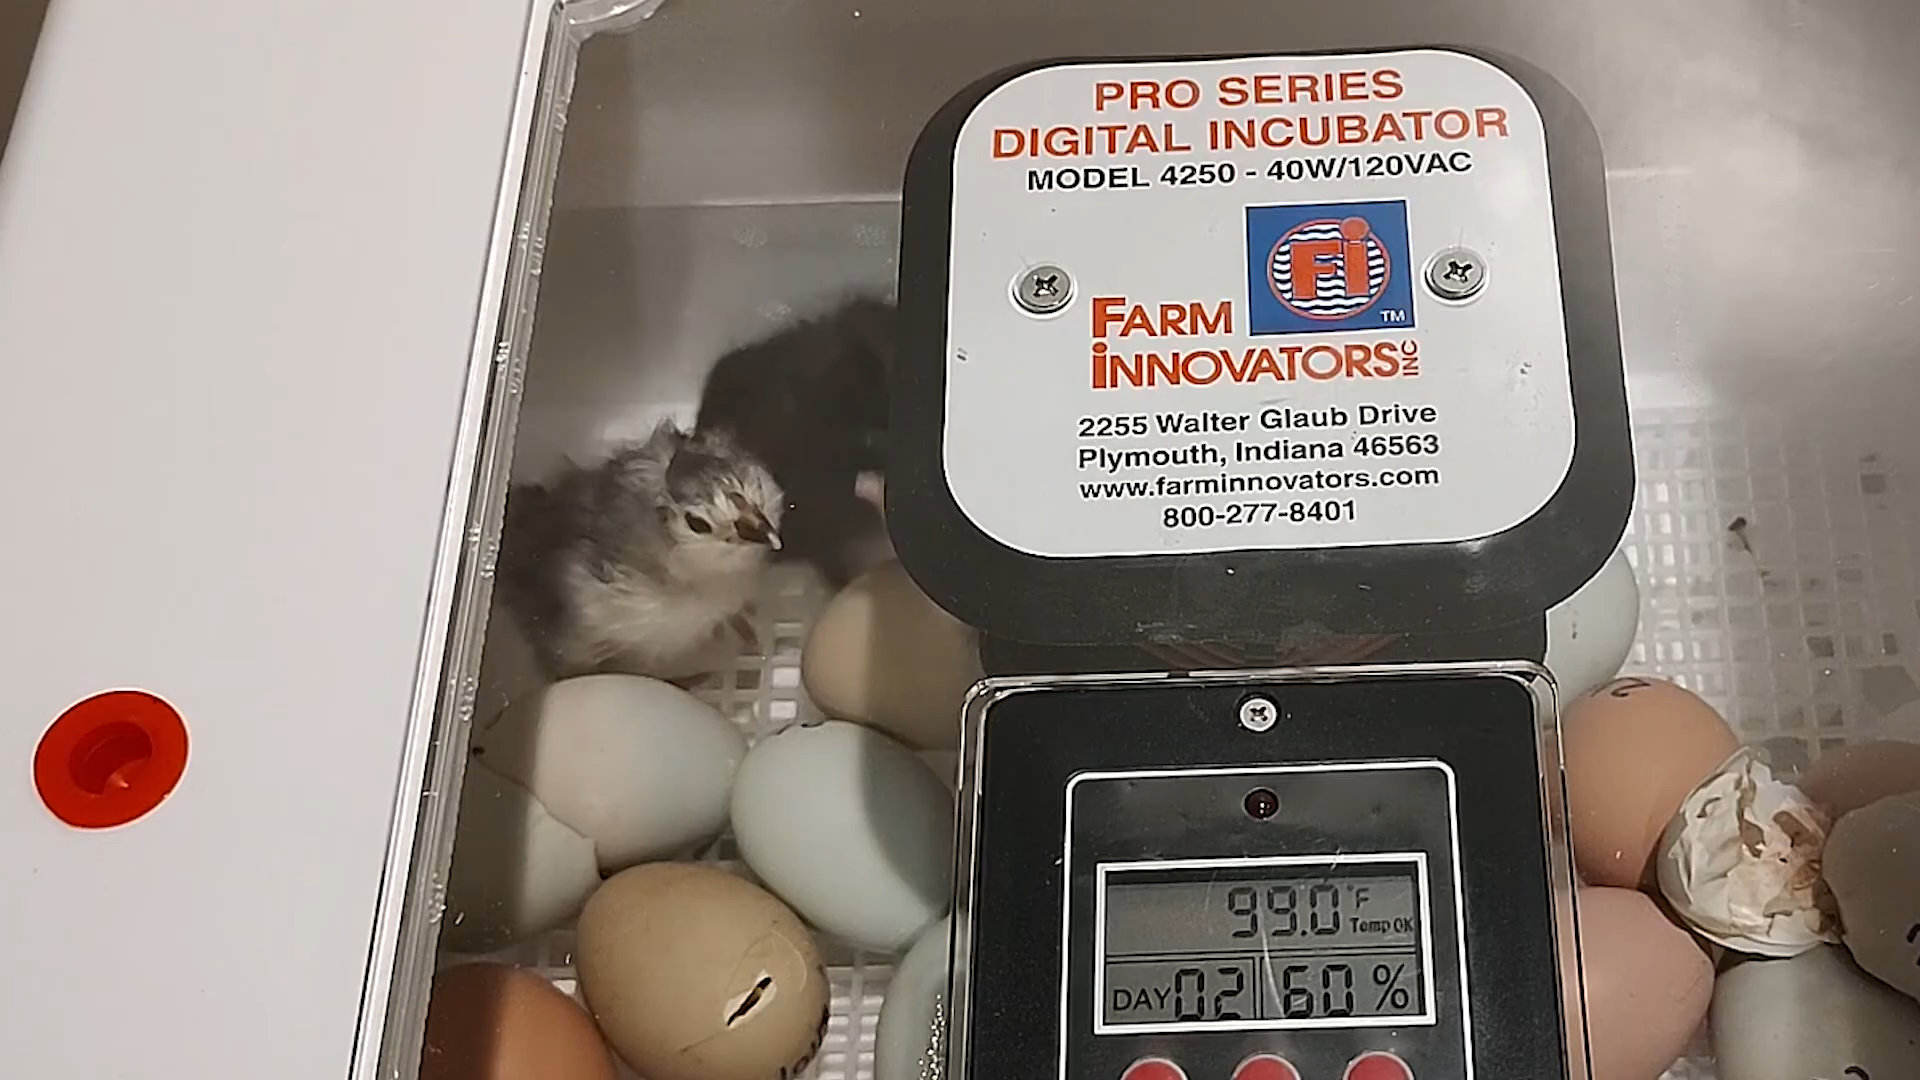 PRO SERIES
DIGITAL INCUBATOR
MODEL 4250 - 40W/120VAC
Fi
TM
FARM
iNNOVATORS INC
2255 Walter Glaub Drive
Plymouth, Indiana 46563
www.farminnovators.com
800-277-8401
99.0°F
Temp OK
DAY 02 60 %